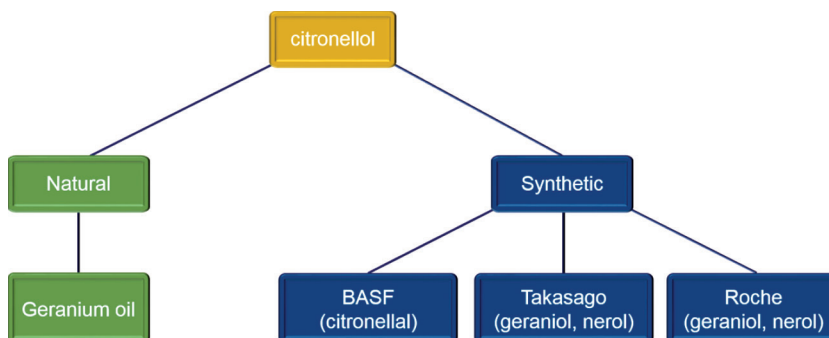 citronellol
Natural
Synthetic
Geranium oil
BASF
(citronellal)
Takasago
(geraniol, nerol)
Roche
(geraniol, nerol)